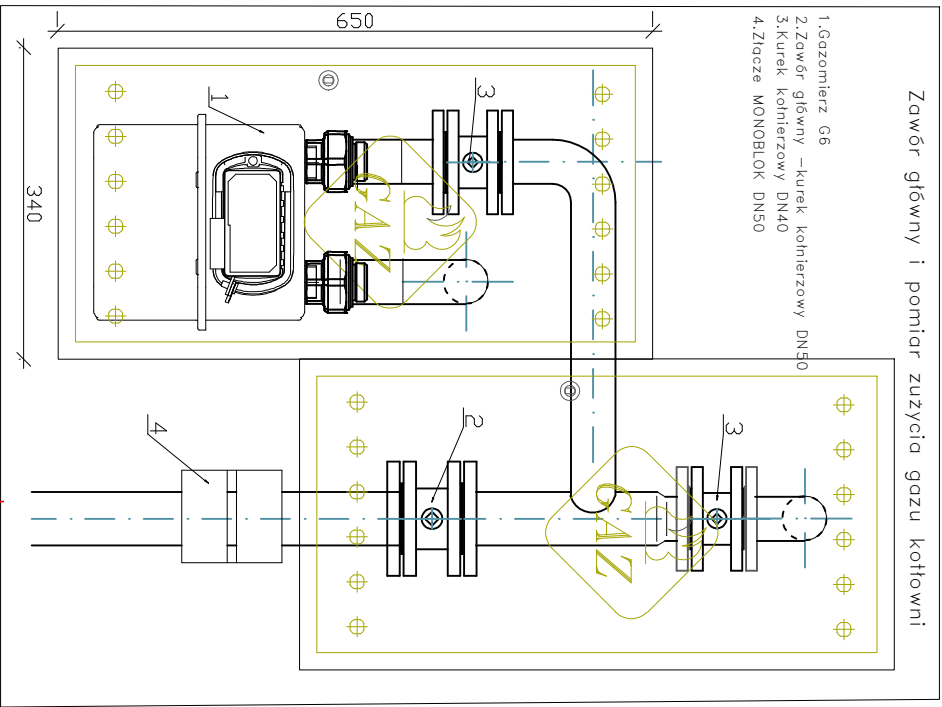 Zawór główny i pomiar zużycia gazu kotłowni
1.Gazomierz G6
2.Zawór główny –kurek kołnierzowy DN50
3.Kurek kołnierzowy DN40
4.Złącze MONOBLOK DN50
3
GAZ
3
2
GAZ
650
1
4
340